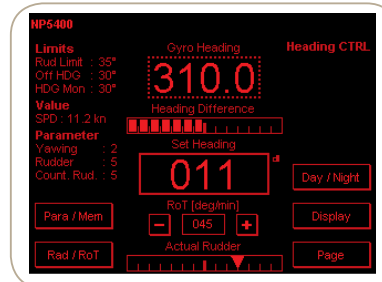 NP5400
Limits
Rud Limit : 35°
Off HDG : 30°
HDG Mon : 30°
Value
SPD : 11.2 kn
Parameter
Yawing : 2
Rudder : 5
Count. Rud. : 5
Para / Mem
Rad / RoT
Gyro Heading
310.0
Heading Difference
Set Heading
011
RoT [deg/min]
− 045 +
Actual Rudder
Heading CTRL
Day / Night
Display
Page